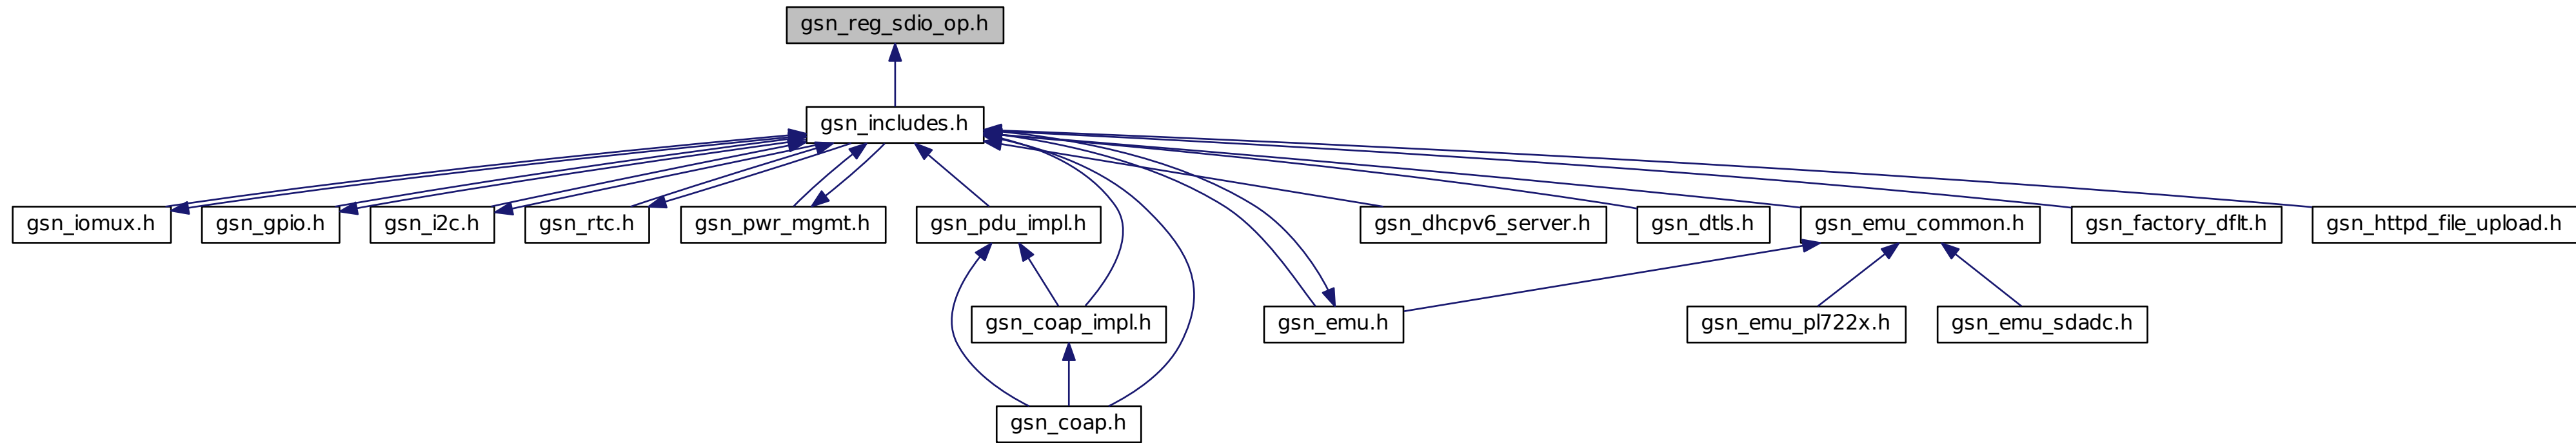 gsn_reg_sdio_op.h
gsn_includes.h
gsn_iomux.h
gsn_gpio.h
gsn_i2c.h
gsn_rtc.h
gsn_pwr_mgmt.h
gsn_pdu_impl.h
gsn_dhcpv6_server.h
gsn_dtls.h
gsn_emu_common.h
gsn_factory_dflt.h
gsn_httpd_file_upload.h
gsn_coap_impl.h
gsn_emu.h
gsn_emu_pl722x.h
gsn_emu_sdadc.h
gsn_coap.h